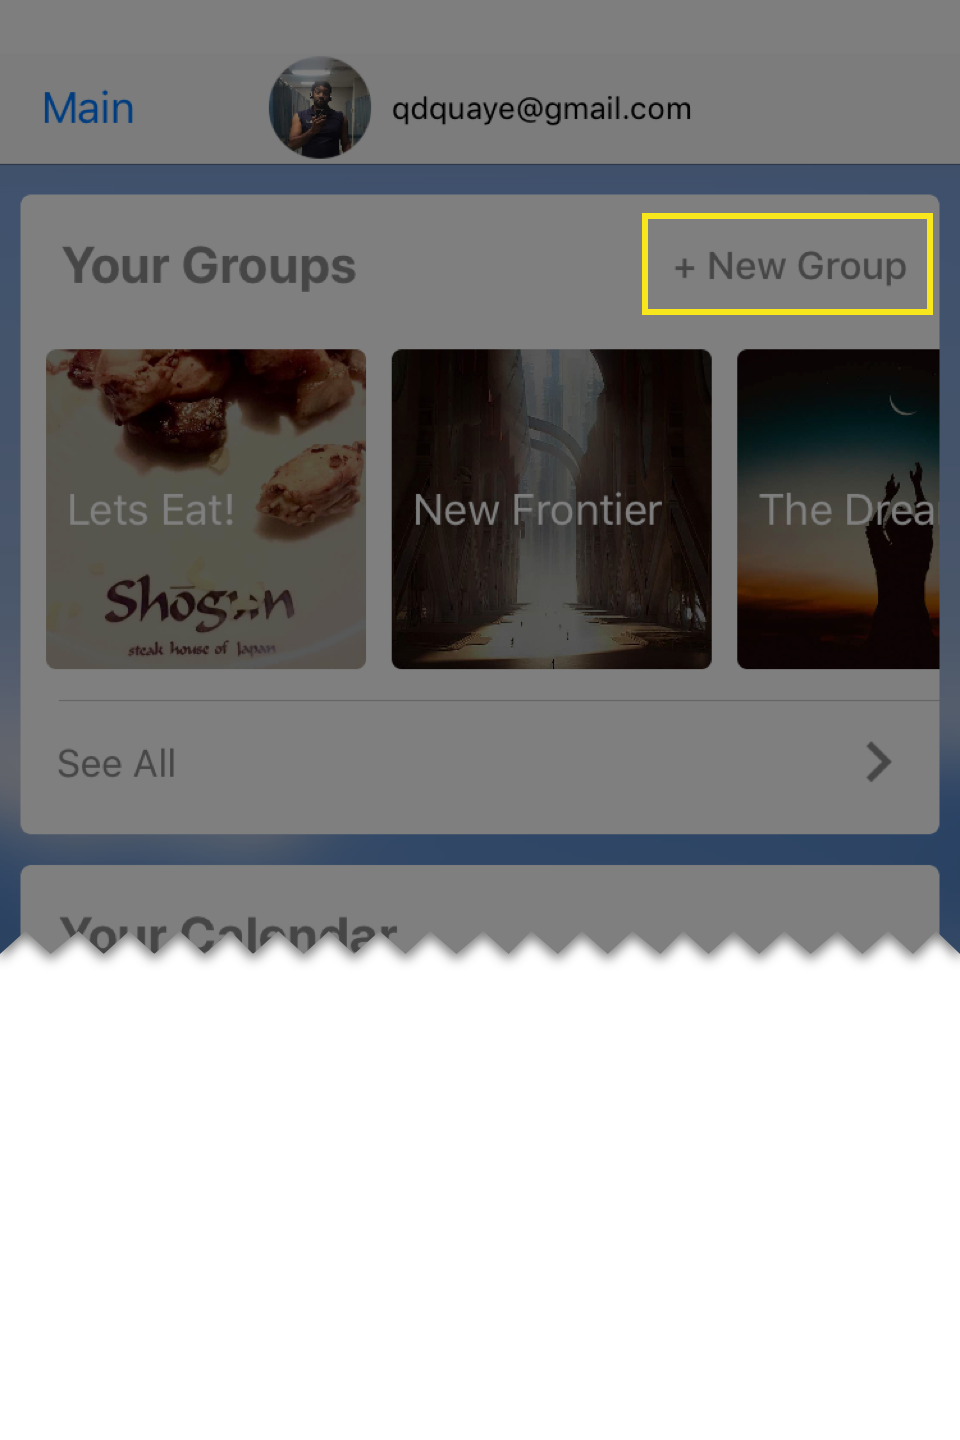 Main
qdquaye@gmail.com
Your Groups
+ New Group
Lets Eat!
New Frontier
The Drea
Shōgun
steak house of Japan
See All
Your Calendar